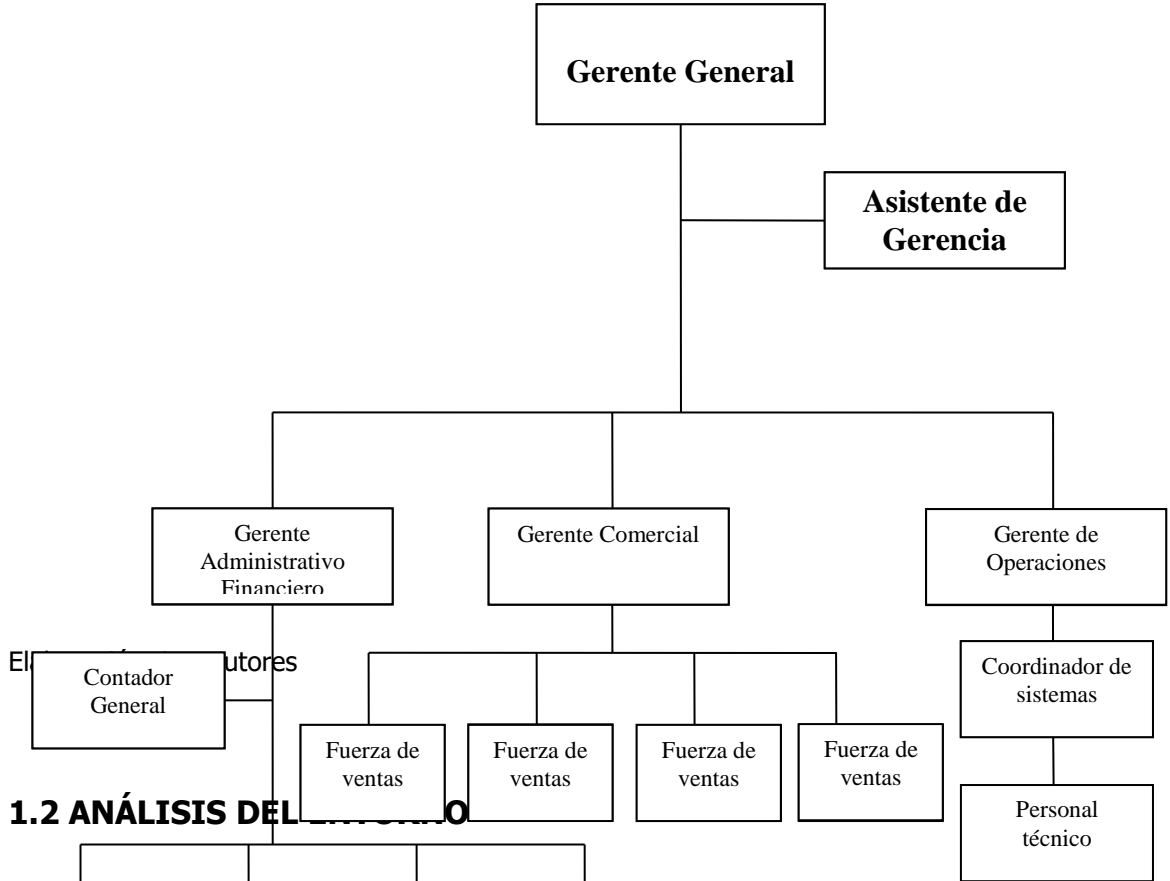 Gerente General
Asistente de
Gerencia
Gerente
Administrativo
Financiero
Gerente Comercial
Gerente de
Operaciones
Contador
General
Coordinador de
sistemas
Fuerza de
ventas
Fuerza de
ventas
Fuerza de
ventas
Fuerza de
ventas
Personal
técnico
1.2 ANÁLISIS DEL